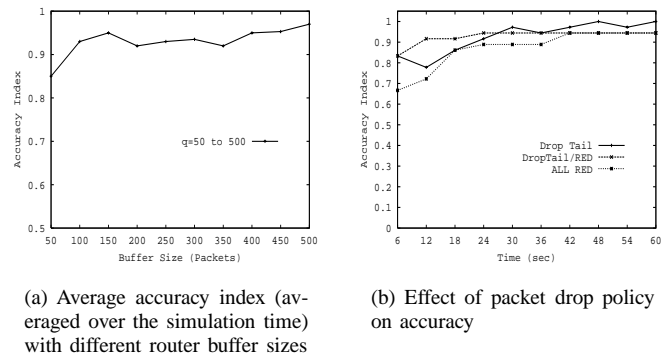 1
0.9
0.8
0.7
0.6
0.5
Accuracy Index
q=50 to 500
50 100 150 200 250 300 350 400 450 500
Buffer Size (Packets)
(a) Average accuracy index (av-
eraged over the simulation time)
with different router buffer sizes
1
0.9
0.8
0.7
0.6
0.5
0.4
0.3
0.2
0.1
0
Accuracy Index
Drop Tail
DropTail/RED
ALL RED
6 12 18 24 30 36 42 48 54 60
Time (sec)
(b) Effect of packet drop policy
on accuracy